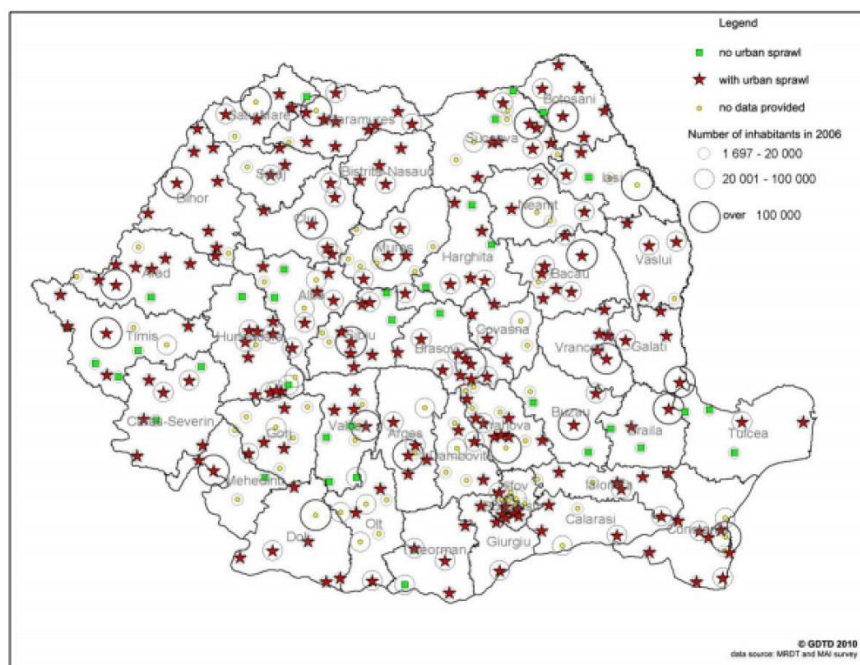 Legend
no urban sprawl
with urban sprawl
no data provided
Number of inhabitants in 2006
1 697 - 20 000
20 001 - 100 000
over 100 000
Satu Mare
Maramures
Botosani
Suceava
Iasi
Bistrita-Nasaud
Salaj
Bihor
Neamt
Cluj
Mures
Harghita
Bacau
Vaslui
Arad
Alba
Timis
Hunedoara
Sibiu
Brasov
Covasna
Vrancea
Galati
Caras-Severin
Gorj
Valcea
Arges
Prahova
Buzau
Braila
Tulcea
Dambovita
Mehedinti
Ilfov
Ialomita
Calarasi
Constanta
Dolj
Olt
Teleorman
Giurgiu
© GDTD 2010
data source: MRDT and MAI survey